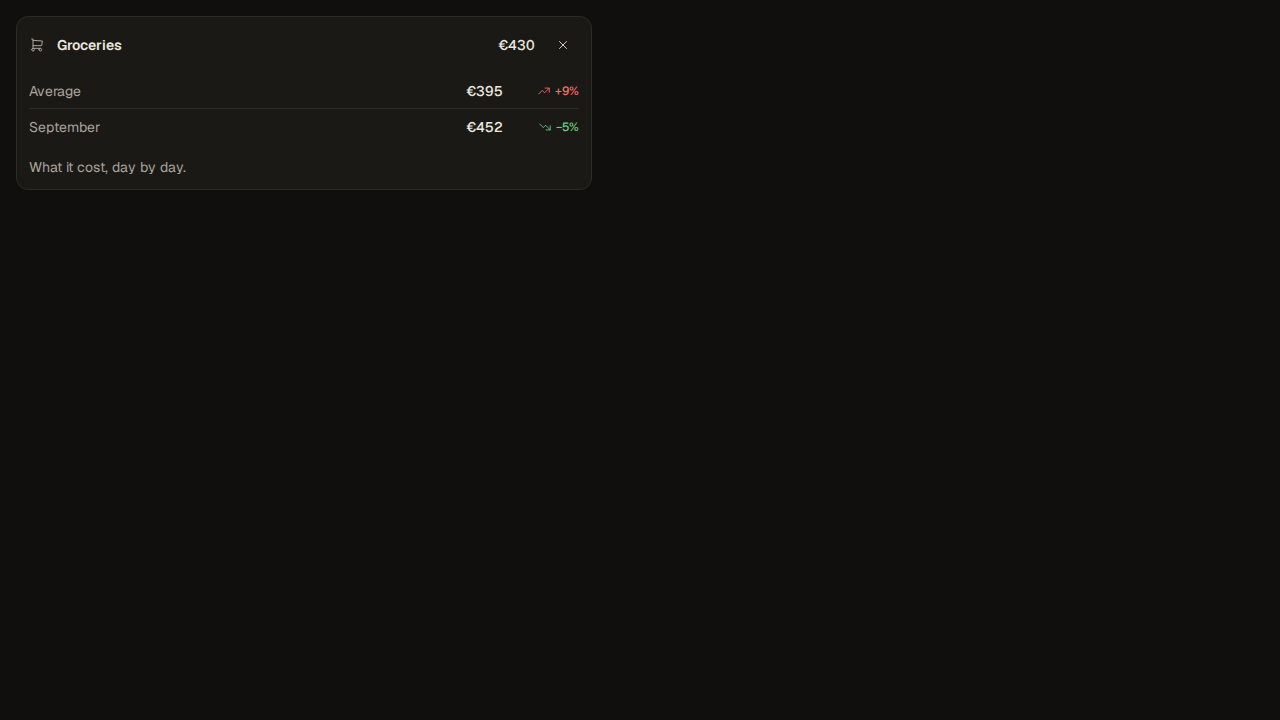 Groceries €430
Average €395 +9%
September €452 −5%
What it cost, day by day.